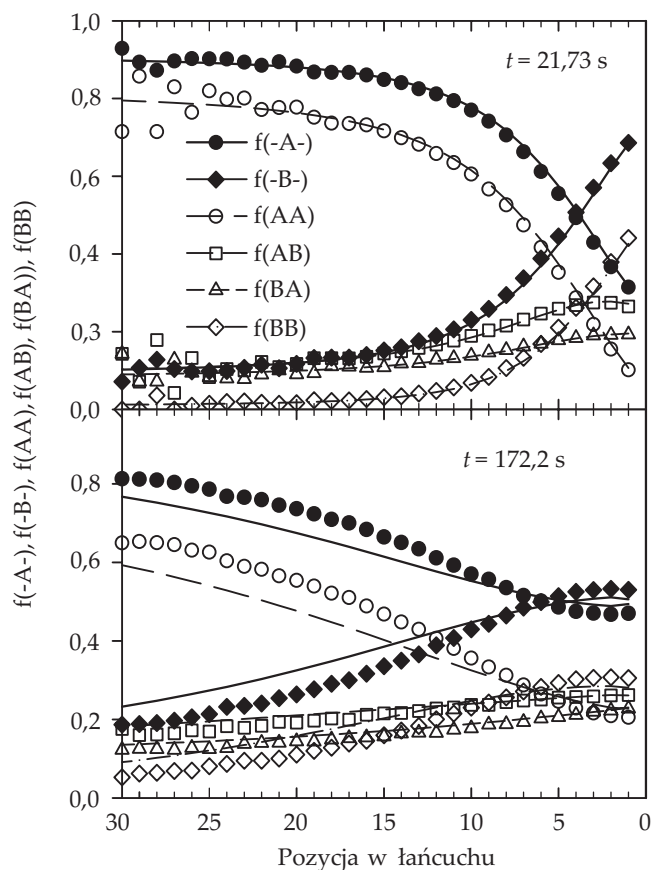 1,0
0,8
0,6
0,4
0,3
0,0
t = 21,73 s
f(-A-)
f(-B-)
f(AA)
f(AB)
f(BA)
f(BB)
f(-A-), f(-B-), f(AA), f(AB), f(BA)), f(BB)
0,8
0,6
0,4
0,2
0,0
t = 172,2 s
30 25 20 15 10 5 0
Pozycja w łańcuchu